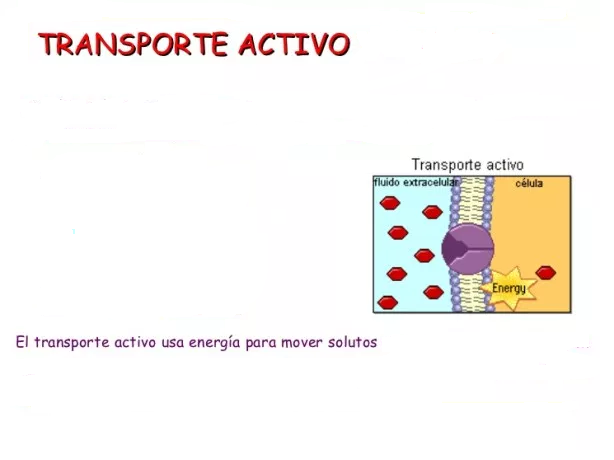 TRANSPORTE ACTIVO
Transporte activo
fluido extracelular
célula
Energy
El transporte activo usa energía para mover solutos